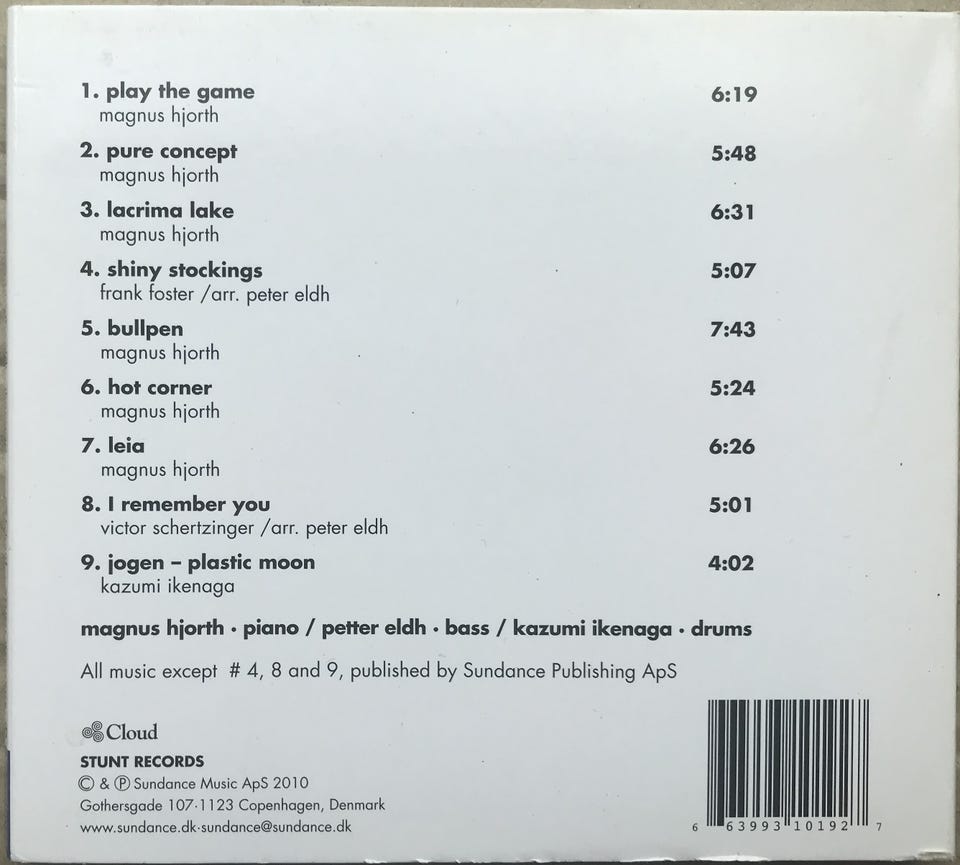 1. play the game 6:19
magnus hjorth
2. pure concept 5:48
magnus hjorth
3. lacrima lake 6:31
magnus hjorth
4. shiny stockings 5:07
frank foster /arr. peter eldh
5. bullpen 7:43
magnus hjorth
6. hot corner 5:24
magnus hjorth
7. leia 6:26
magnus hjorth
8. I remember you 5:01
victor schertzinger /arr. peter eldh
9. jogen – plastic moon 4:02
kazumi ikenaga
magnus hjorth · piano / petter eldh · bass / kazumi ikenaga · drums
All music except # 4, 8 and 9, published by Sundance Publishing ApS
Cloud
STUNT RECORDS
© & ℗ Sundance Music ApS 2010
Gothersgade 107·1123 Copenhagen, Denmark
www.sundance.dk·sundance@sundance.dk
6 63993 10192 7